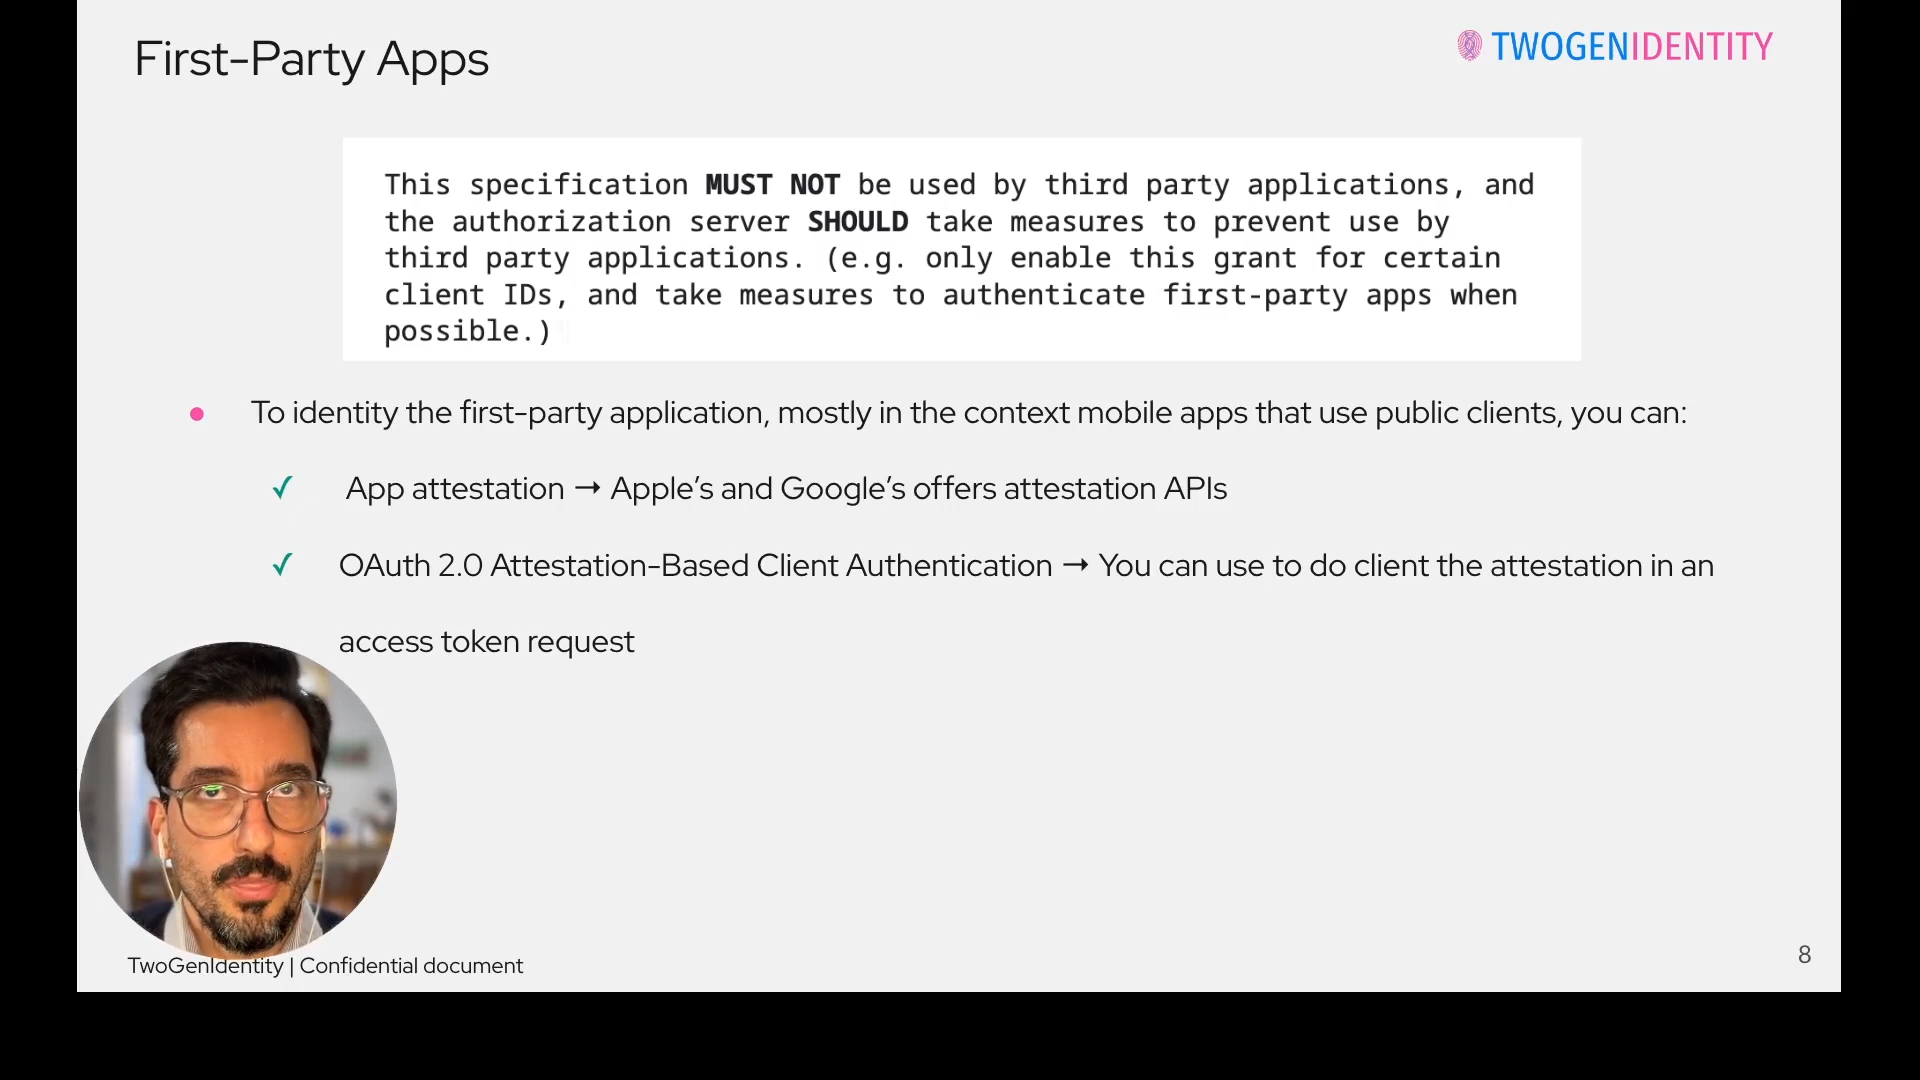 First-Party Apps
TWOGENIDENTITY
This specification MUST NOT be used by third party applications, and
the authorization server SHOULD take measures to prevent use by
third party applications. (e.g. only enable this grant for certain
client IDs, and take measures to authenticate first-party apps when
possible.)
To identity the first-party application, mostly in the context mobile apps that use public clients, you can:
✓ App attestation → Apple’s and Google’s offers attestation APIs
✓ OAuth 2.0 Attestation-Based Client Authentication → You can use to do client the attestation in an
access token request
TwoGenIdentity | Confidential document
8